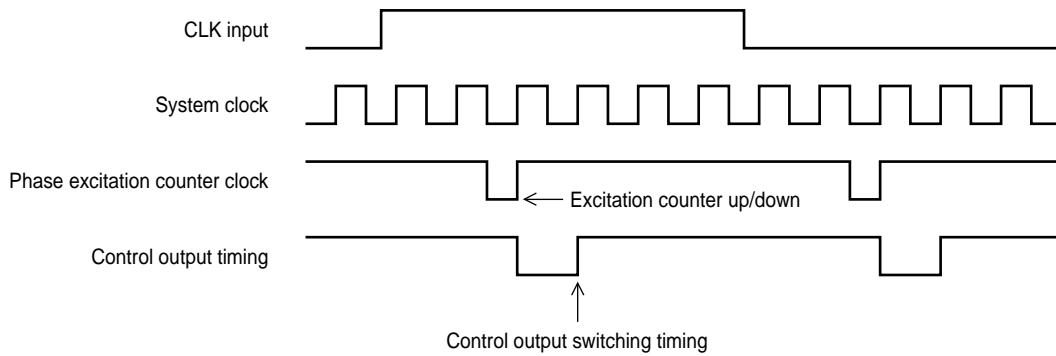 CLK input
System clock
Phase excitation counter clock
Excitation counter up/down
Control output timing
Control output switching timing